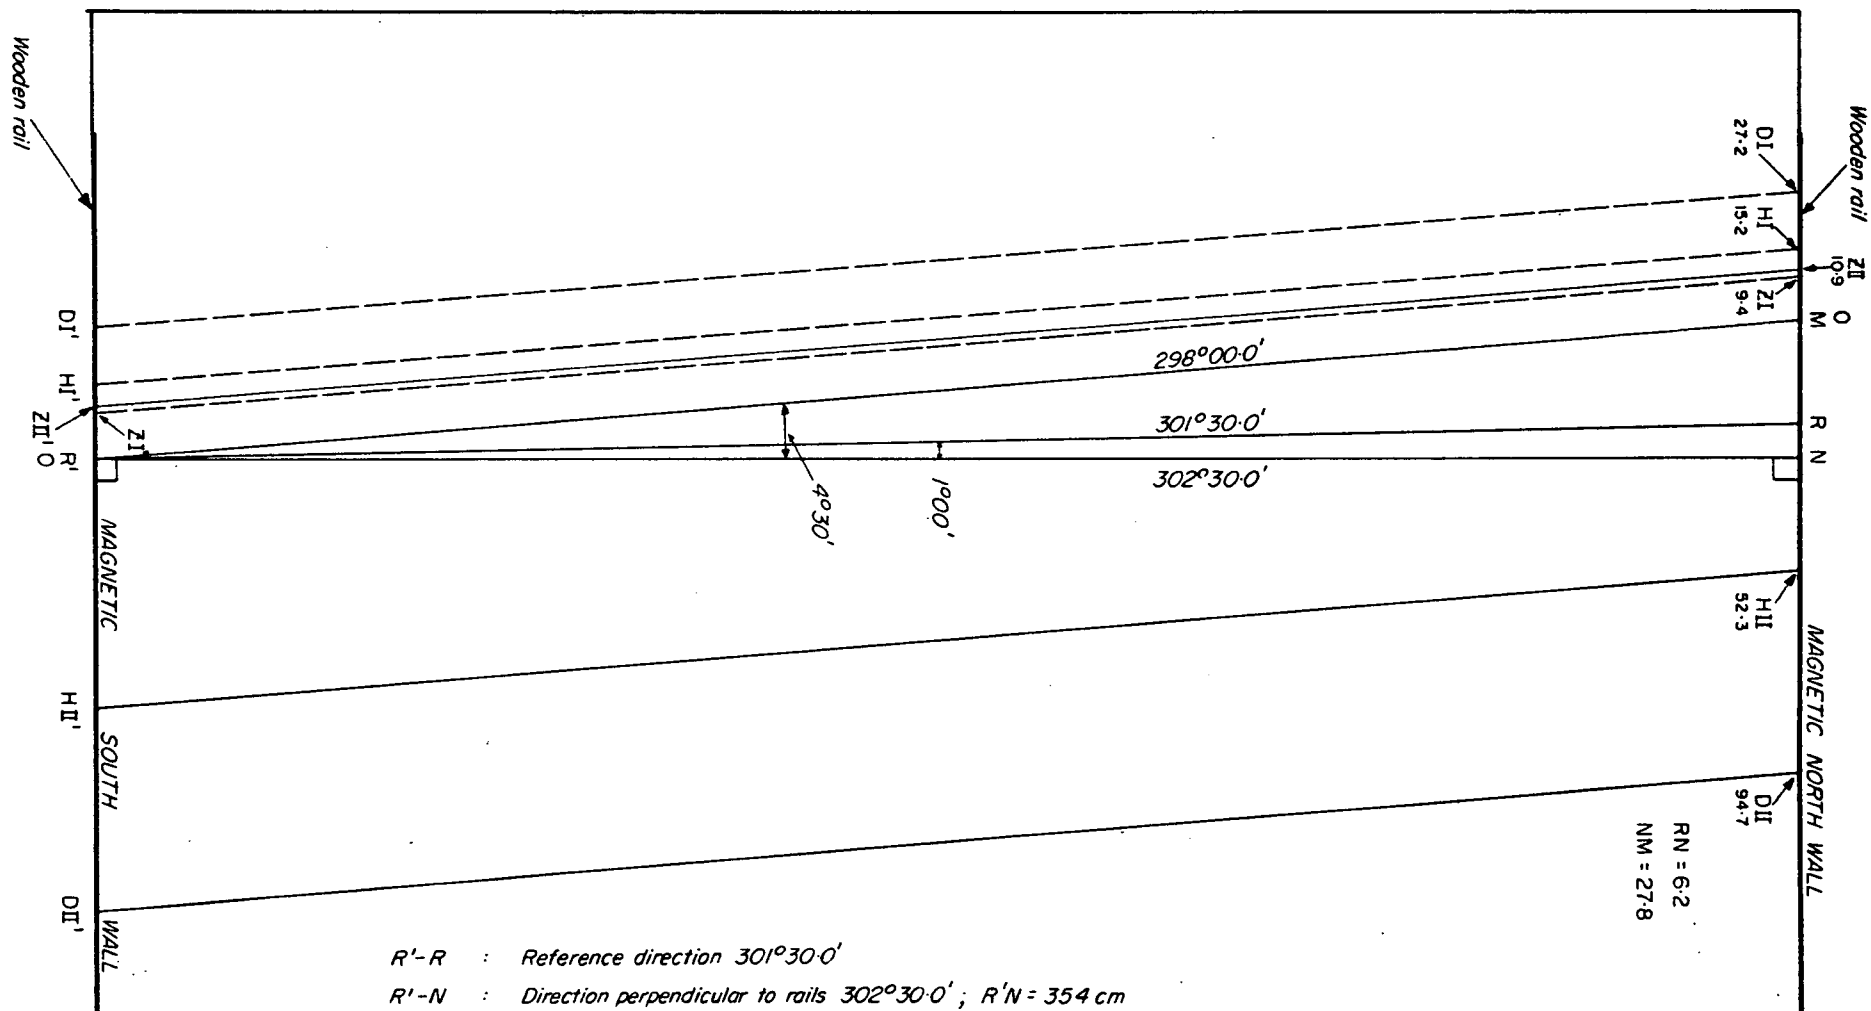 Wooden rail
Wooden rail
DI
27·2
HI
15·2
ZII
10·9
ZI
9·4
O
M
R
N
298°00·0'
301°30·0'
302°30·0'
4°30'
1°00'
DI'
HI'
ZII'
ZI'
O
R'
MAGNETIC SOUTH WALL
HII'
DII'
HII
52·3
DII
94·7
MAGNETIC NORTH WALL
RN = 6·2
NM = 27·8
R'-R : Reference direction 301°30·0'
R'-N : Direction perpendicular to rails 302°30·0' ; R'N = 354 cm